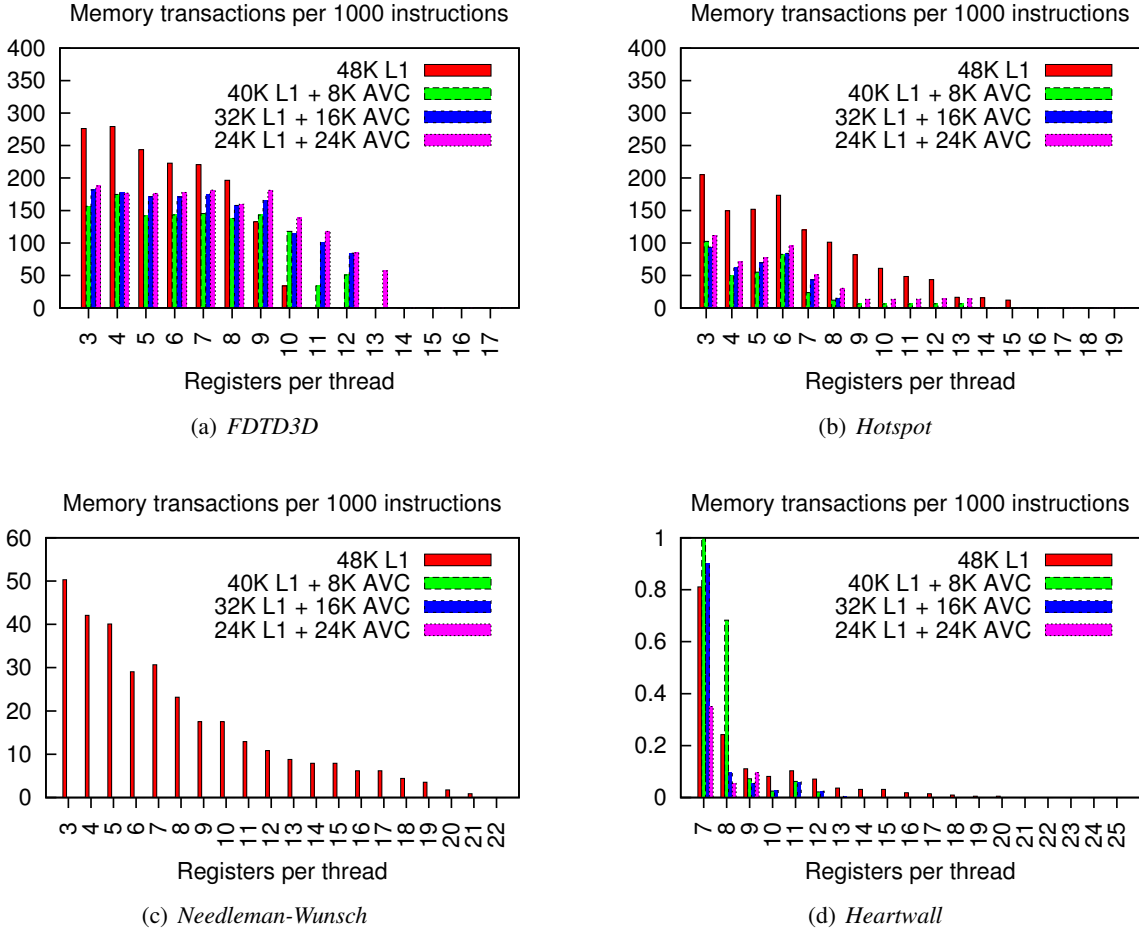 Memory transactions per 1000 instructions
400
350
300
250
200
150
100
50
0
48K L1
40K L1 + 8K AVC
32K L1 + 16K AVC
24K L1 + 24K AVC
3 4 5 6 7 8 9 10 11 12 13 14 15 16 17
Registers per thread
(a) FDTD3D
Memory transactions per 1000 instructions
400
350
300
250
200
150
100
50
0
48K L1
40K L1 + 8K AVC
32K L1 + 16K AVC
24K L1 + 24K AVC
3 4 5 6 7 8 9 10 11 12 13 14 15 16 17 18 19
Registers per thread
(b) Hotspot
Memory transactions per 1000 instructions
60
50
40
30
20
10
0
48K L1
40K L1 + 8K AVC
32K L1 + 16K AVC
24K L1 + 24K AVC
3 4 5 6 7 8 9 10 11 12 13 14 15 16 17 18 19 20 21 22
Registers per thread
(c) Needleman-Wunsch
Memory transactions per 1000 instructions
1
0.8
0.6
0.4
0.2
0
48K L1
40K L1 + 8K AVC
32K L1 + 16K AVC
24K L1 + 24K AVC
7 8 9 10 11 12 13 14 15 16 17 18 19 20 21 22 23 24 25
Registers per thread
(d) Heartwall